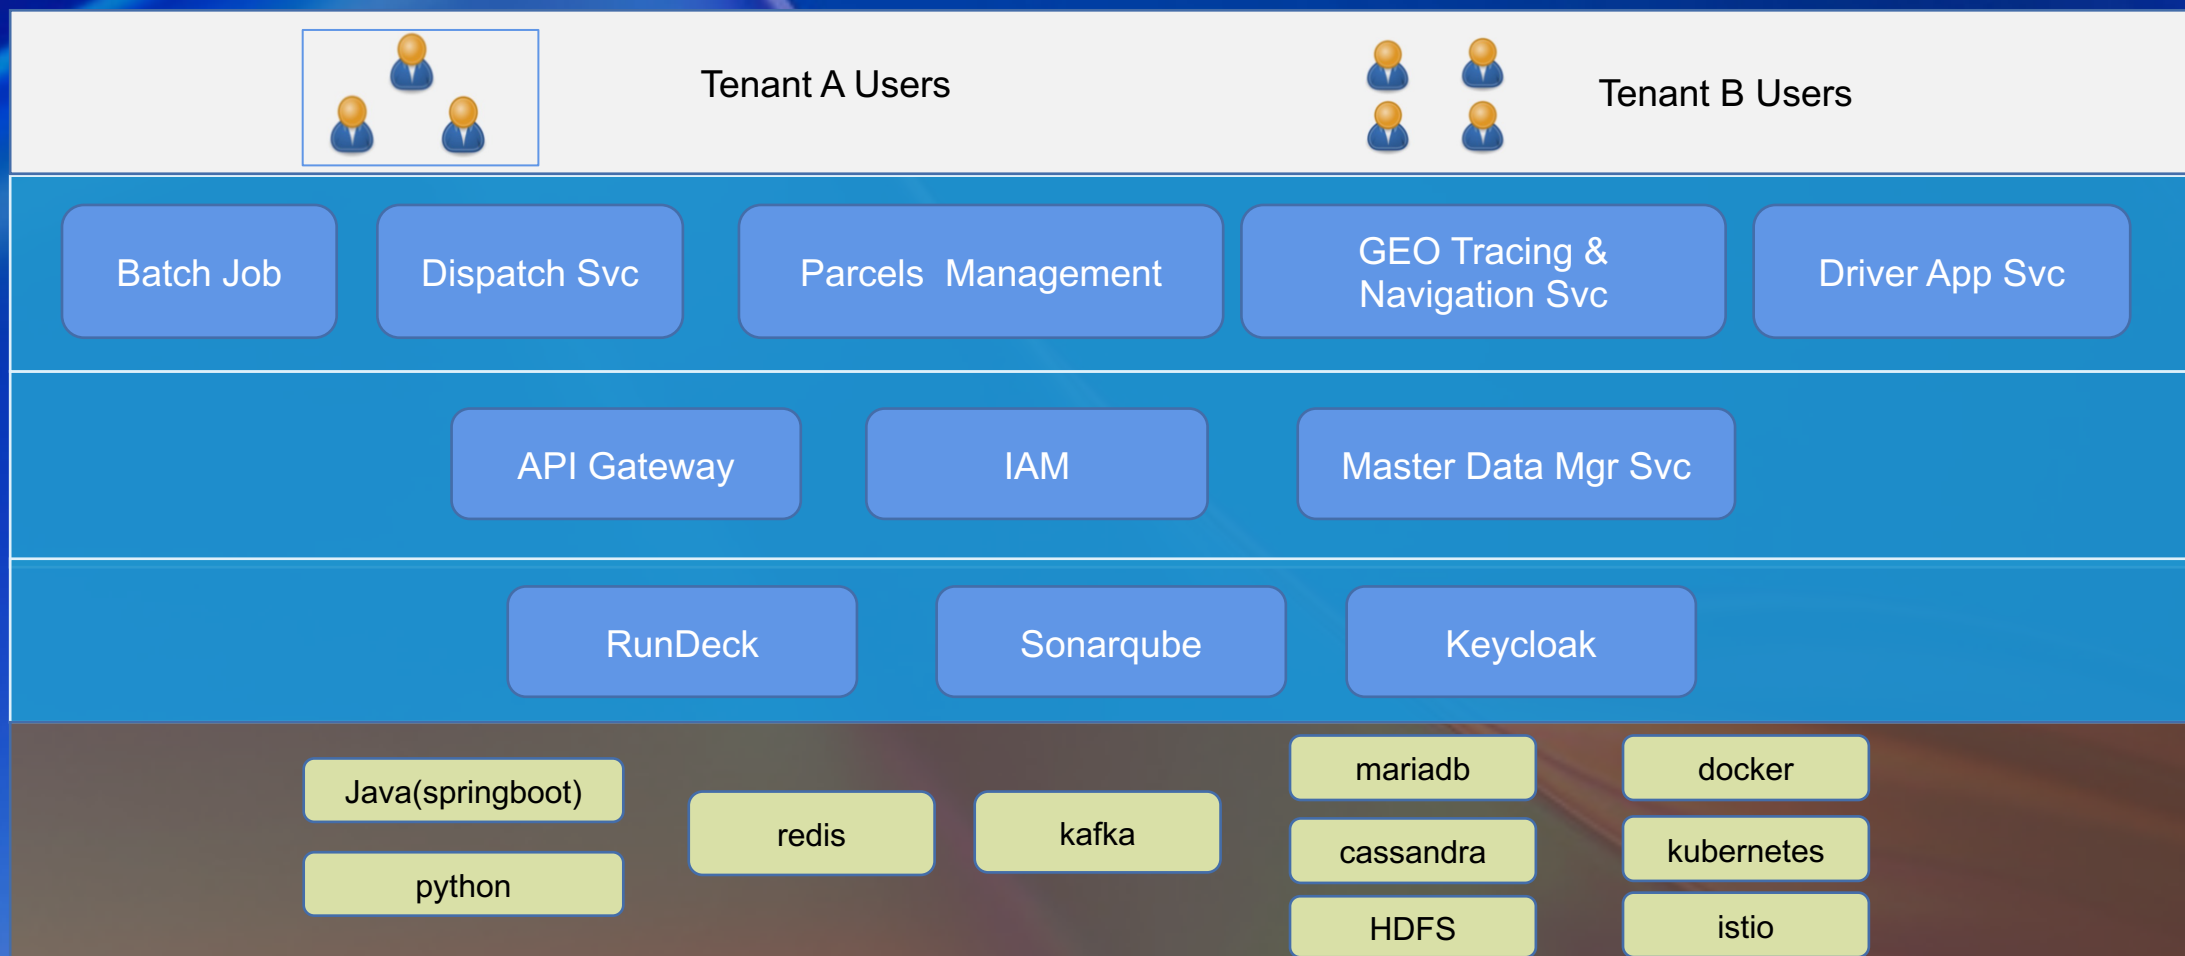 Tenant A Users
Tenant B Users
Batch Job
Dispatch Svc
Parcels  Management
GEO Tracing &
Navigation Svc
Driver App Svc
API Gateway
IAM
Master Data Mgr Svc
RunDeck
Sonarqube
Keycloak
Java(springboot)
python
redis
kafka
mariadb
cassandra
HDFS
docker
kubernetes
istio